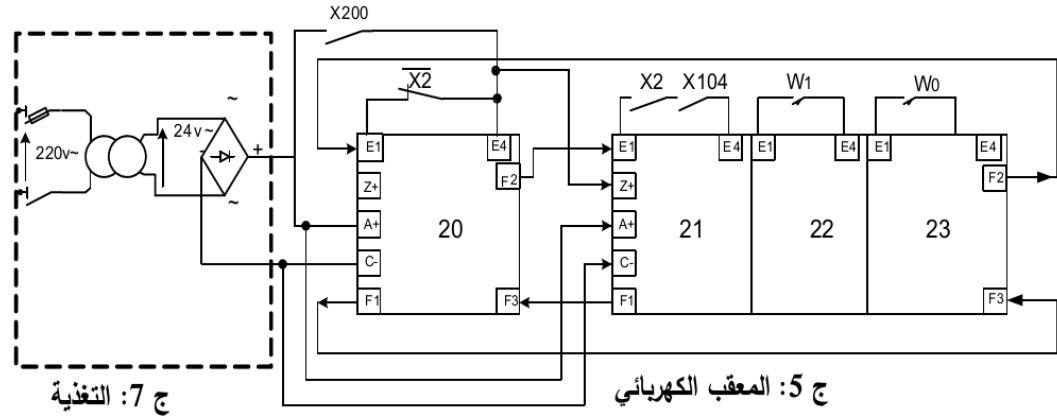 X200
X2
X2 X104 W1 W0
~
24v~
220v~
-
+
~
E1 E4
F2
Z+
A+
C-
F1
F3
20
E1 E4 E1 E4 E1 E4
F2
Z+
A+
C-
F1
F3
21 22 23
ج 7: التغذية
ج 5: المعقب الكهربائي